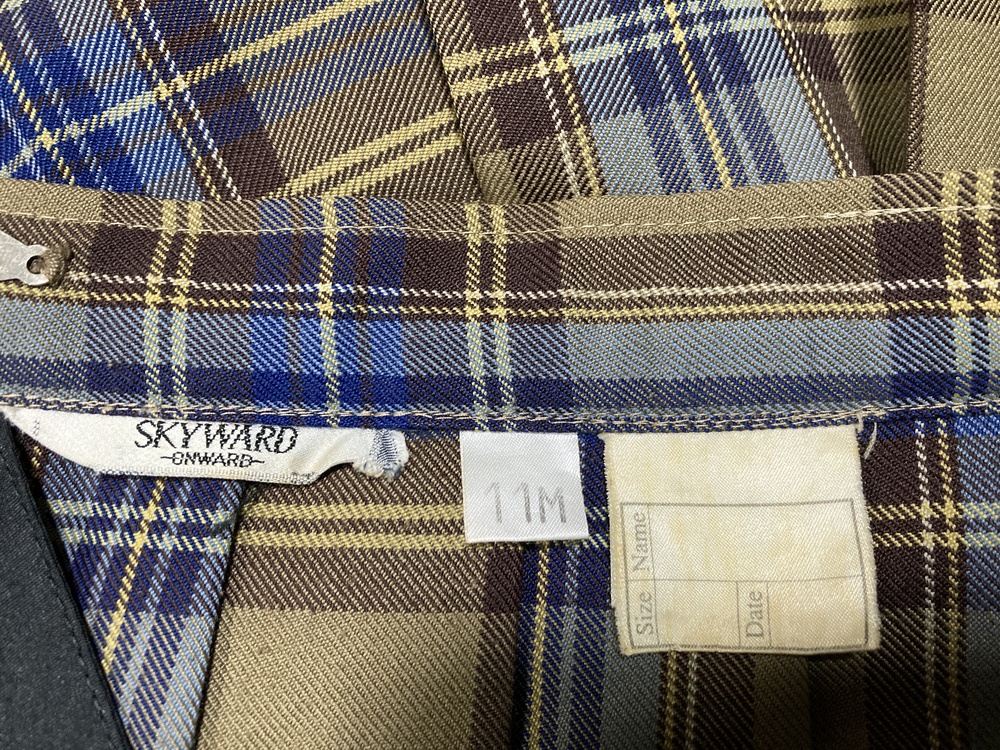 SKYWARD
-ONWARD-
11M
Name
Size
Date